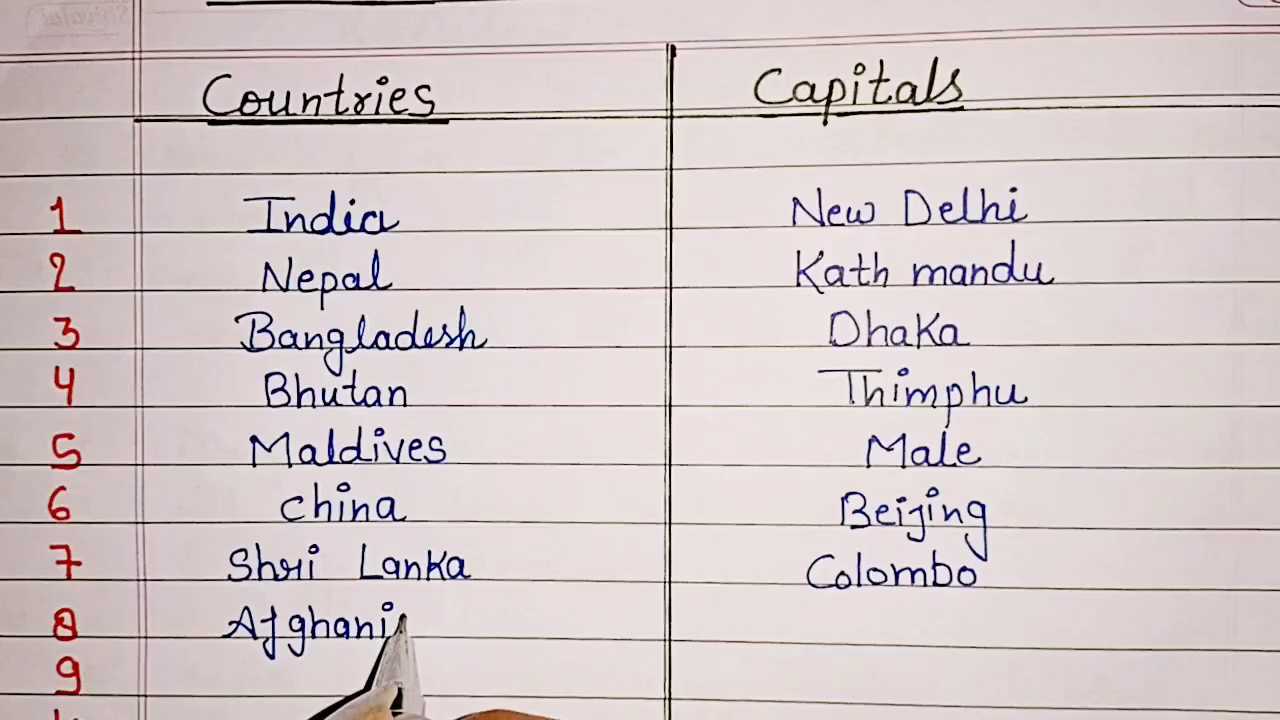 Countries Capitals
1 India New Delhi
2 Nepal Kath mandu
3 Bangladesh Dhaka
4 Bhutan Thimphu
5 Maldives Male
6 china Beijing
7 Shri Lanka Colombo
8 Afghani
9